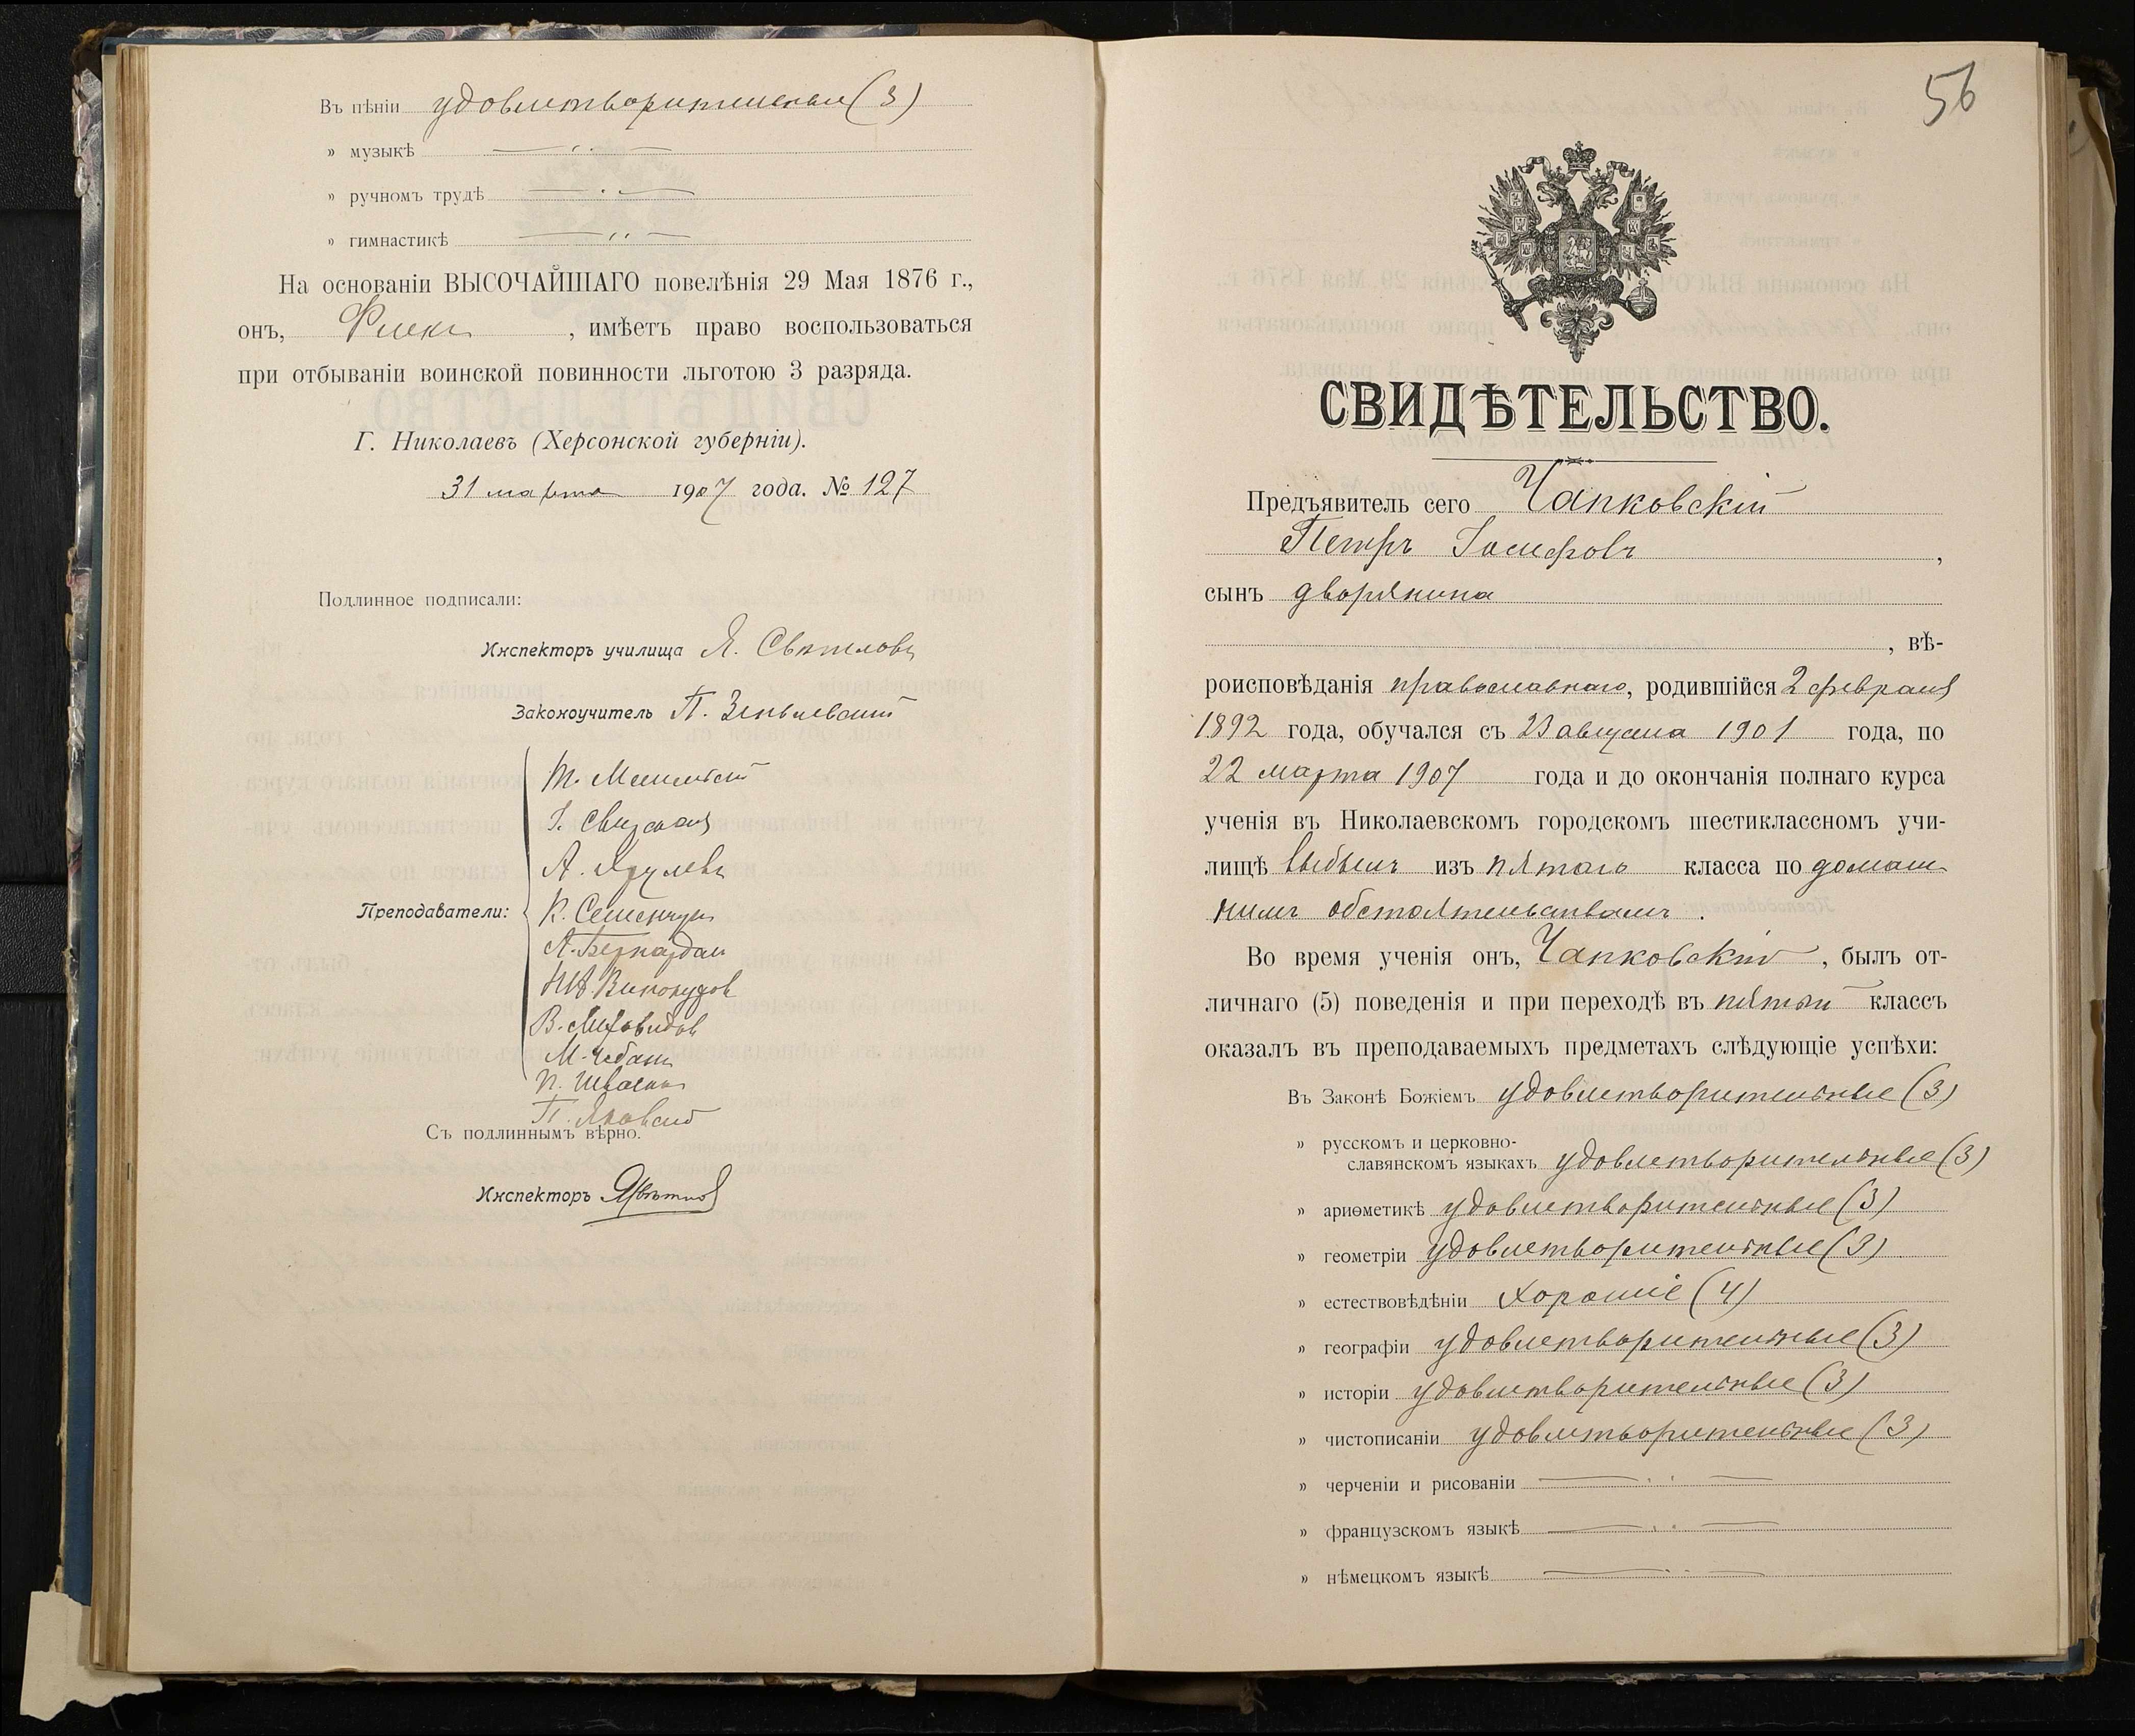 Въ пѣніи удовлетворительные (3)
» музыкѣ
» ручномъ трудѣ
» гимнастикѣ
На основаніи ВЫСОЧАЙШАГО повелѣнія 29 Мая 1876 г.,
онъ, , имѣетъ право воспользоваться
при отбываніи воинской повинности льготою 3 разряда.
Г. Николаевъ (Херсонской губерніи).
31 марта 1907 года. № 127
Подлинное подписали:
Инспекторъ училища Я.
Законоучитель П.
Преподаватели:
А. Бернардаки
М. Чебанъ
Съ подлиннымъ вѣрно.
Инспекторъ
56
СВИДѢТЕЛЬСТВО.
Предъявитель сего Чапковскій
Петръ Іосифовъ ,
сынъ дворянина
, вѣ-
роисповѣданія православнаго, родившійся 2 февраля
1892 года, обучался съ 23 августа 1901 года, по
22 марта 1907 года и до окончанія полнаго курса
ученія въ Николаевскомъ городскомъ шестиклассномъ учи-
лищѣ выбылъ изъ пятаго класса по домаш
нимъ обстоятельствамъ .
Во время ученія онъ, Чапковскій , былъ от-
личнаго (5) поведенія и при переходѣ въ пятый классъ
оказалъ въ преподаваемыхъ предметахъ слѣдующіе успѣхи:
Въ Законѣ Божіемъ удовлетворительные (3)
» русскомъ и церковно-
славянскомъ языкахъ удовлетворительные (3)
» ариѳметикѣ удовлетворительные (3)
» геометріи удовлетворительные (3)
» естествовѣдѣніи хорошіе (4)
» географіи удовлетворительные (3)
» исторіи удовлетворительные (3)
» чистописаніи удовлетворительные (3)
» черченіи и рисованіи
» французскомъ языкѣ
» нѣмецкомъ языкѣ